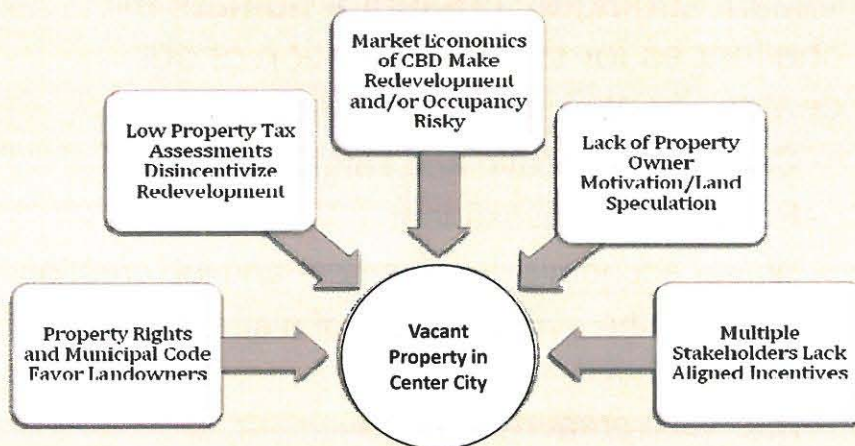 Market Economics
of CBD Make
Redevelopment
and/or Occupancy
Risky
Low Property Tax
Assessments
Disincentivize
Redevelopment
Lack of Property
Owner
Motivation/Land
Speculation
Property Rights
and Municipal Code
Favor Landowners
Vacant
Property in
Center City
Multiple
Stakeholders Lack
Aligned Incentives